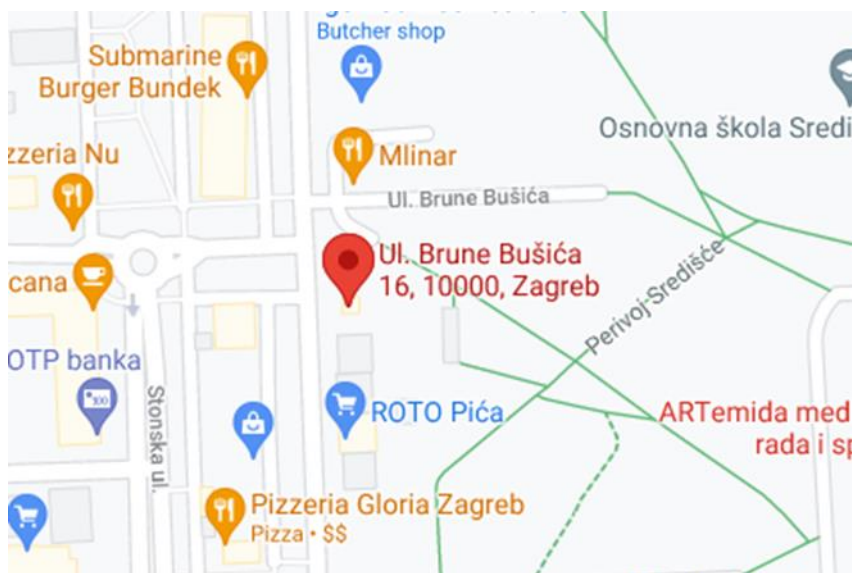 Butcher shop
Submarine
Burger Bundek
Osnovna škola Sredi
zzeria Nu
Mlinar
Ul. Brune Bušića
Ul. Brune Bušića
16, 10000, Zagreb
cana
Perivoj Središće
OTP banka
100
Stonska ul.
ROTO Pića
ARTemida med
rada i sp
Pizzeria Gloria Zagreb
Pizza • $$